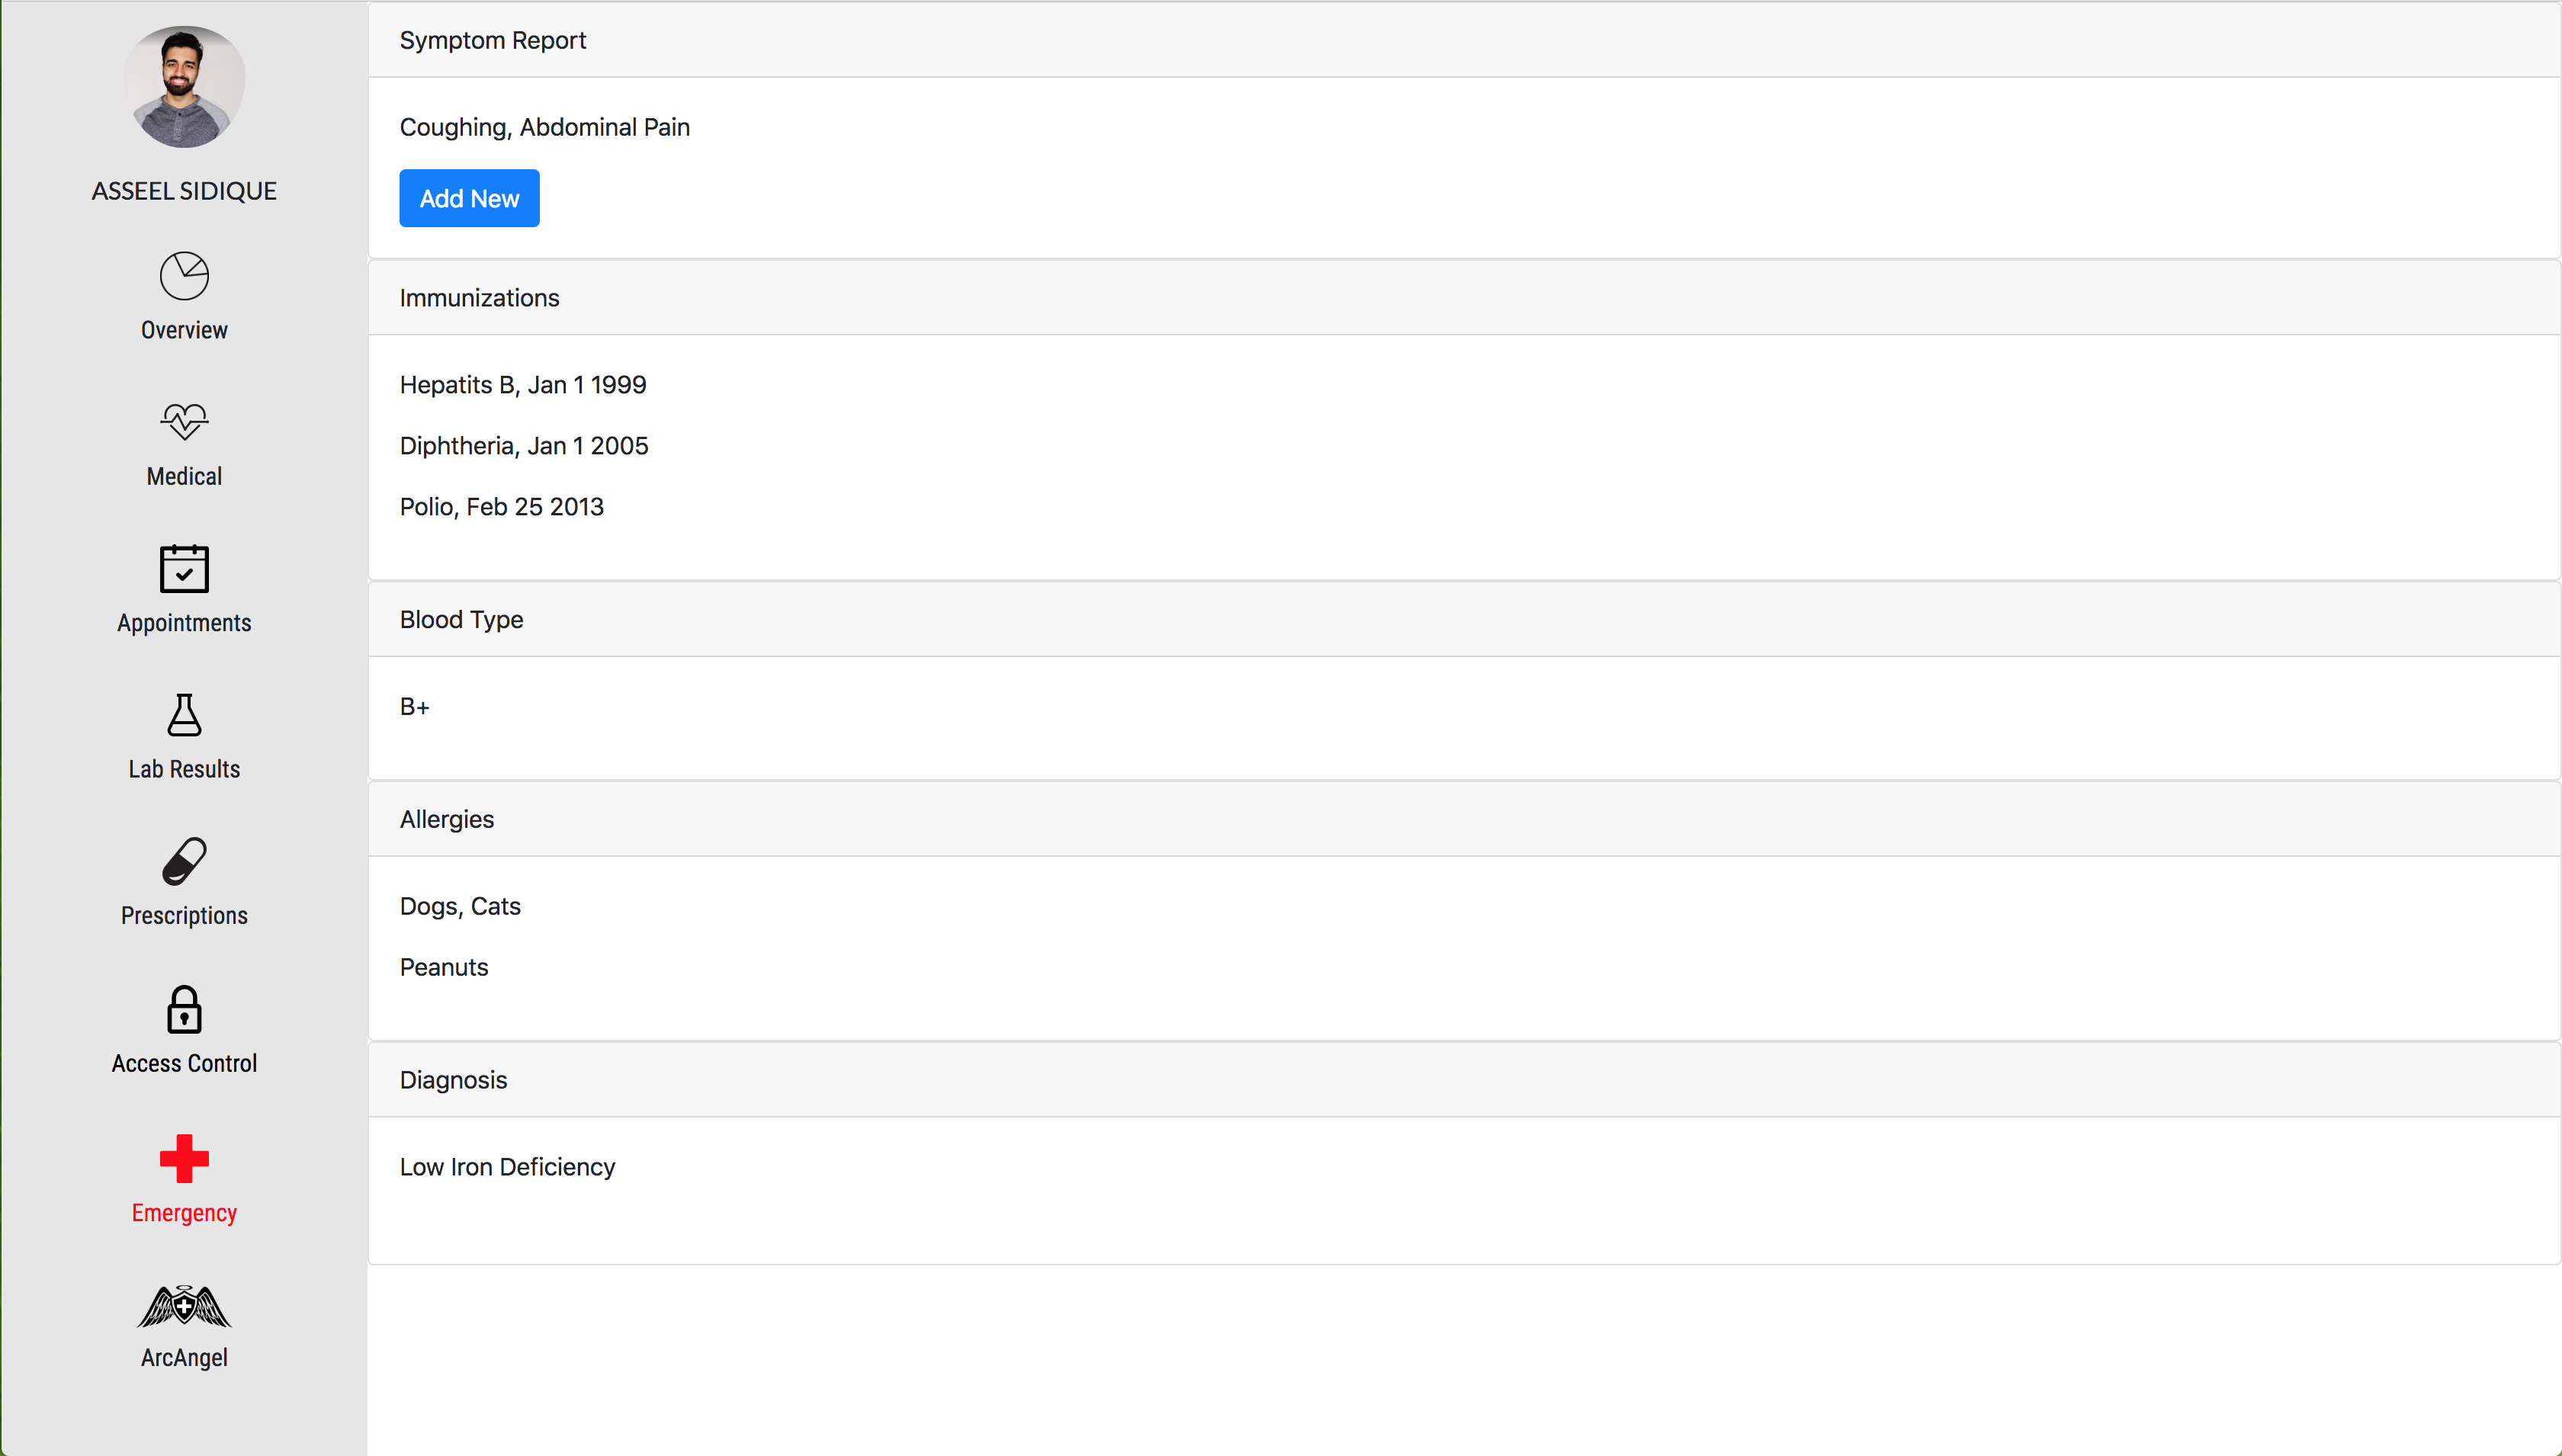 ASSEEL SIDIQUE
Overview
Medical
Appointments
Lab Results
Prescriptions
Access Control
Emergency
ArcAngel
Symptom Report
Coughing, Abdominal Pain
Add New
Immunizations
Hepatits B, Jan 1 1999
Diphtheria, Jan 1 2005
Polio, Feb 25 2013
Blood Type
B+
Allergies
Dogs, Cats
Peanuts
Diagnosis
Low Iron Deficiency